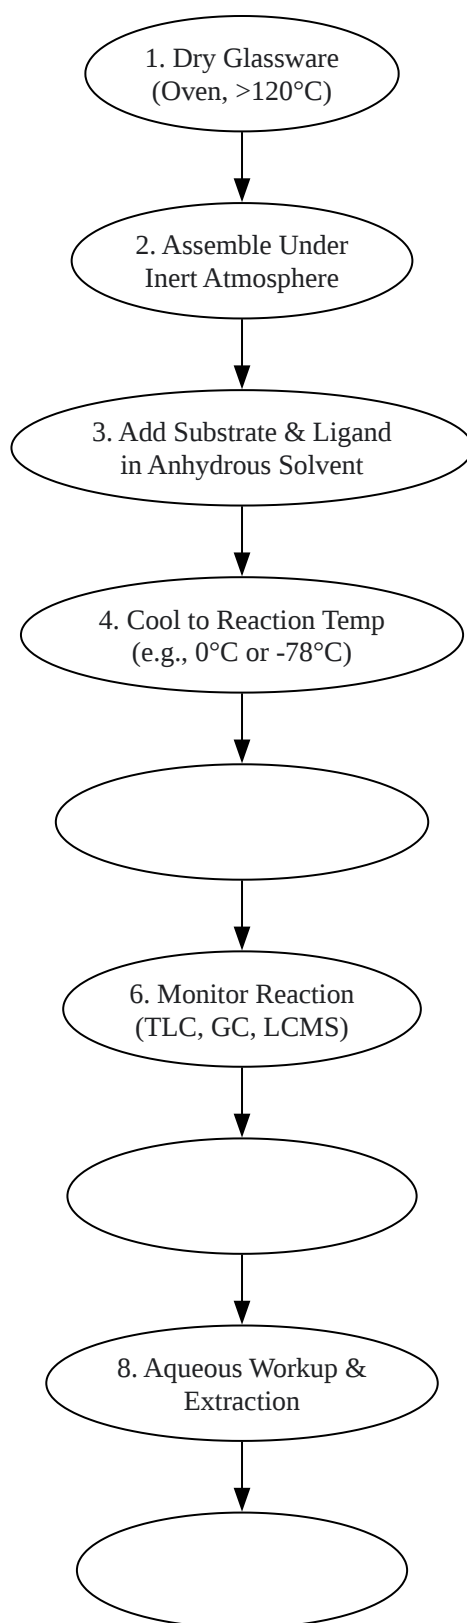 1. Dry Glassware
(Oven, >120°C)
2. Assemble Under
Inert Atmosphere
3. Add Substrate & Ligand
in Anhydrous Solvent
4. Cool to Reaction Temp
(e.g., 0°C or -78°C)
6. Monitor Reaction
(TLC, GC, LCMS)
8. Aqueous Workup &
Extraction